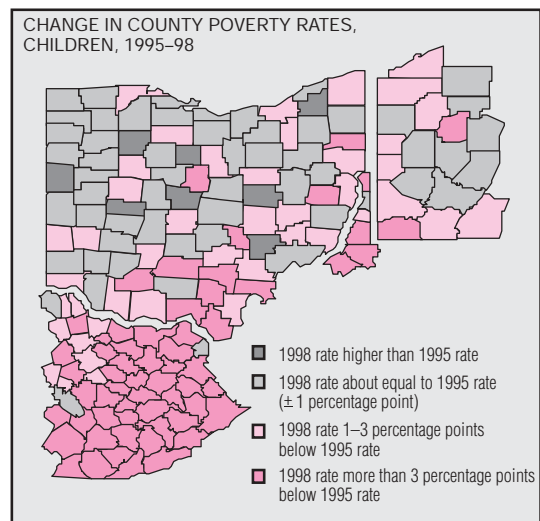 CHANGE IN COUNTY POVERTY RATES,
CHILDREN, 1995–98
1998 rate higher than 1995 rate
1998 rate about equal to 1995 rate
(± 1 percentage point)
1998 rate 1–3 percentage points
below 1995 rate
1998 rate more than 3 percentage points
below 1995 rate